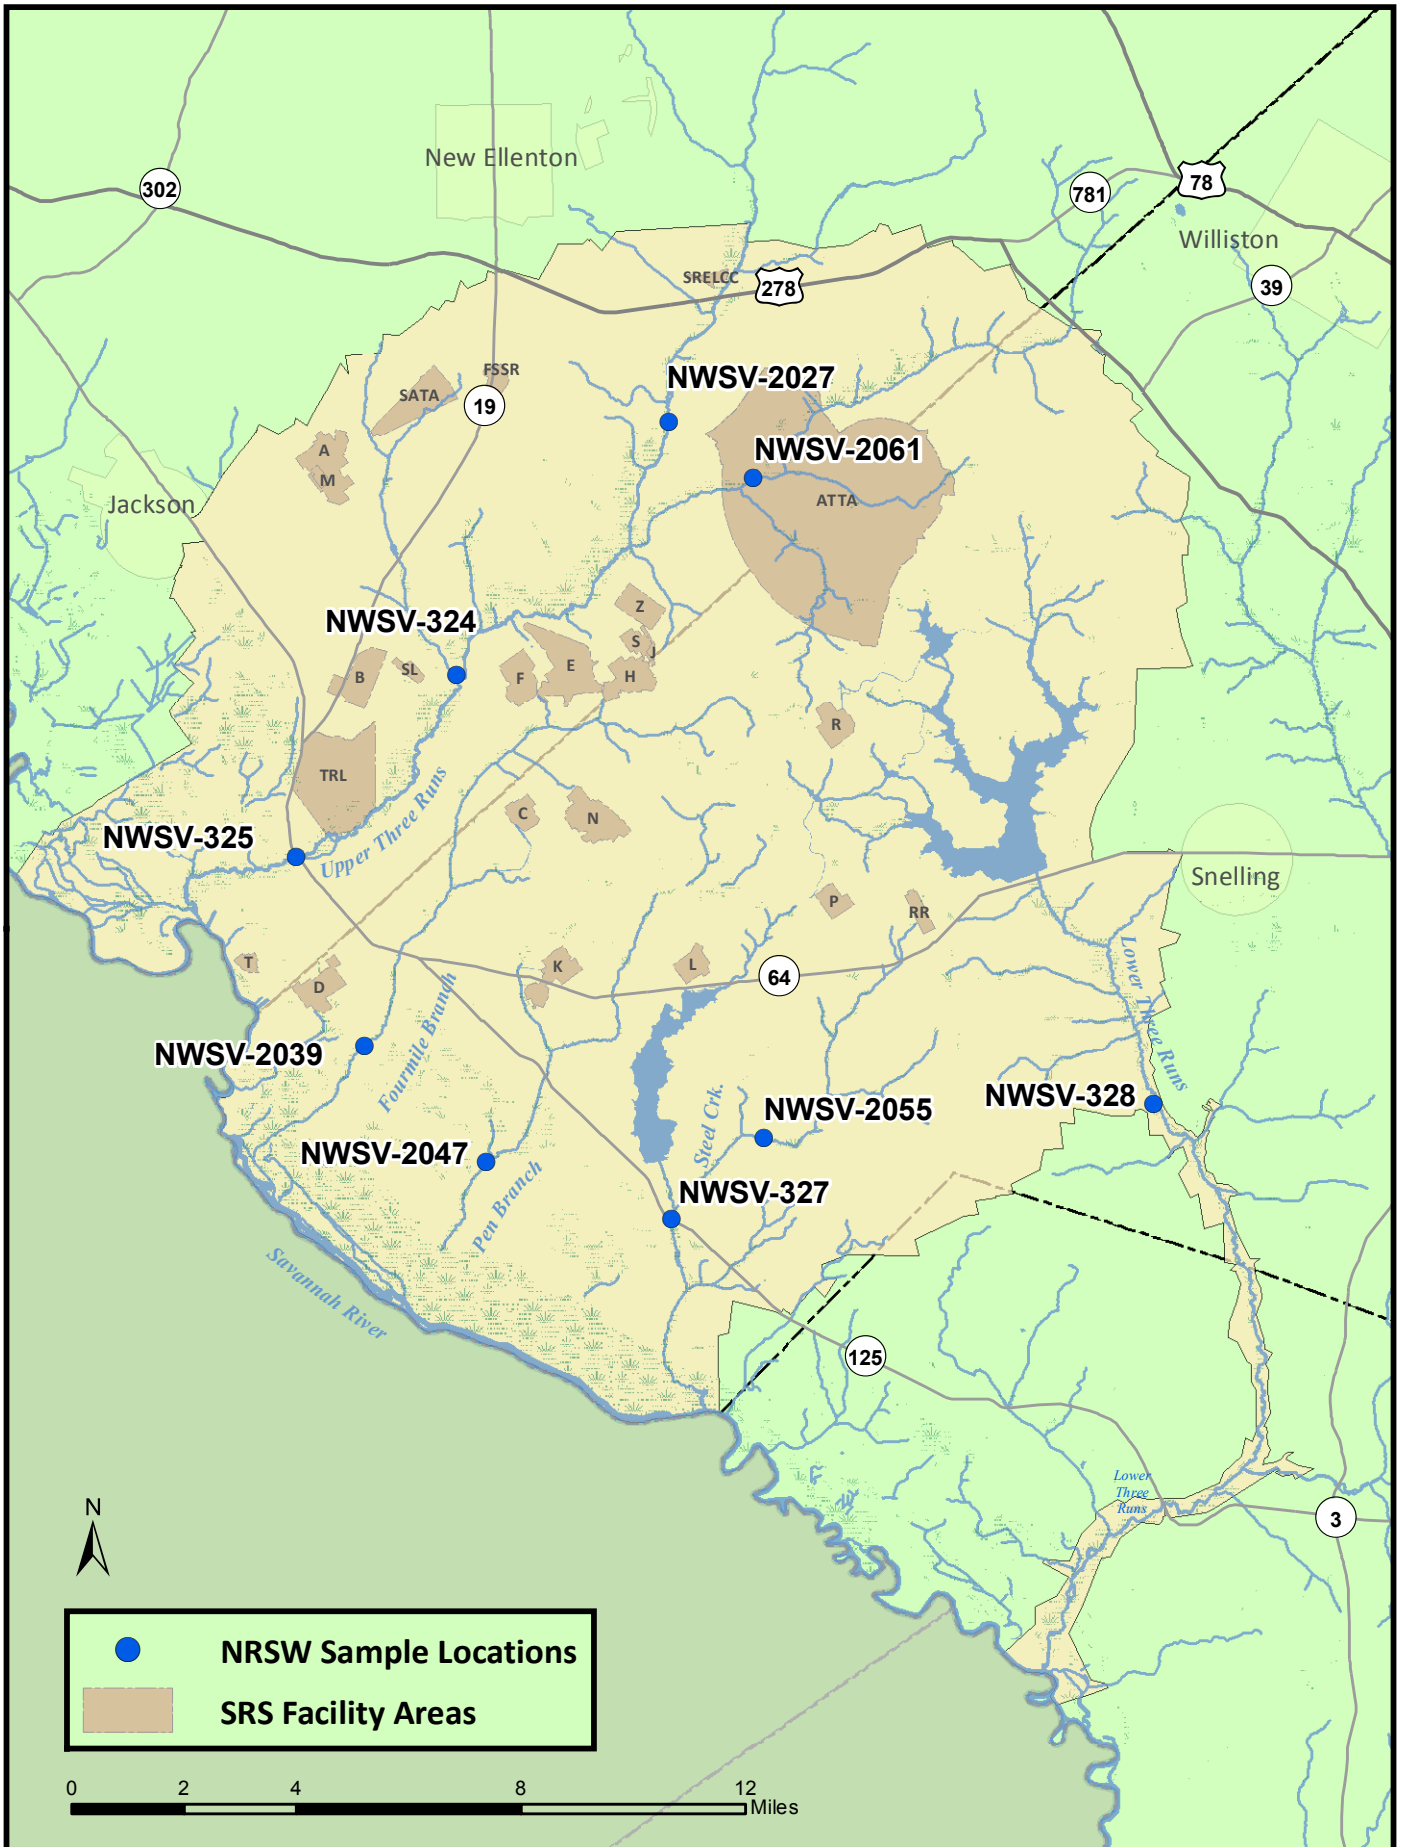 New Ellenton
302
781
78
Williston
SRELCC
278
39
FSSR
SATA
19
NWSV-2027
A
M
NWSV-2061
ATTA
Jackson
Z
NWSV-324
S
J
E
H
F
B
SL
R
TRL
C
N
NWSV-325
Upper Three Runs
Snelling
P
RR
T
D
K
L
64
Lower Three Runs
NWSV-2039
Fourmile Branch
NWSV-328
NWSV-2055
Steel Crk.
NWSV-2047
Pen Branch
NWSV-327
Savannah River
125
Lower
Three
Runs
3
N
NRSW Sample Locations
SRS Facility Areas
0 2 4 8 12
Miles